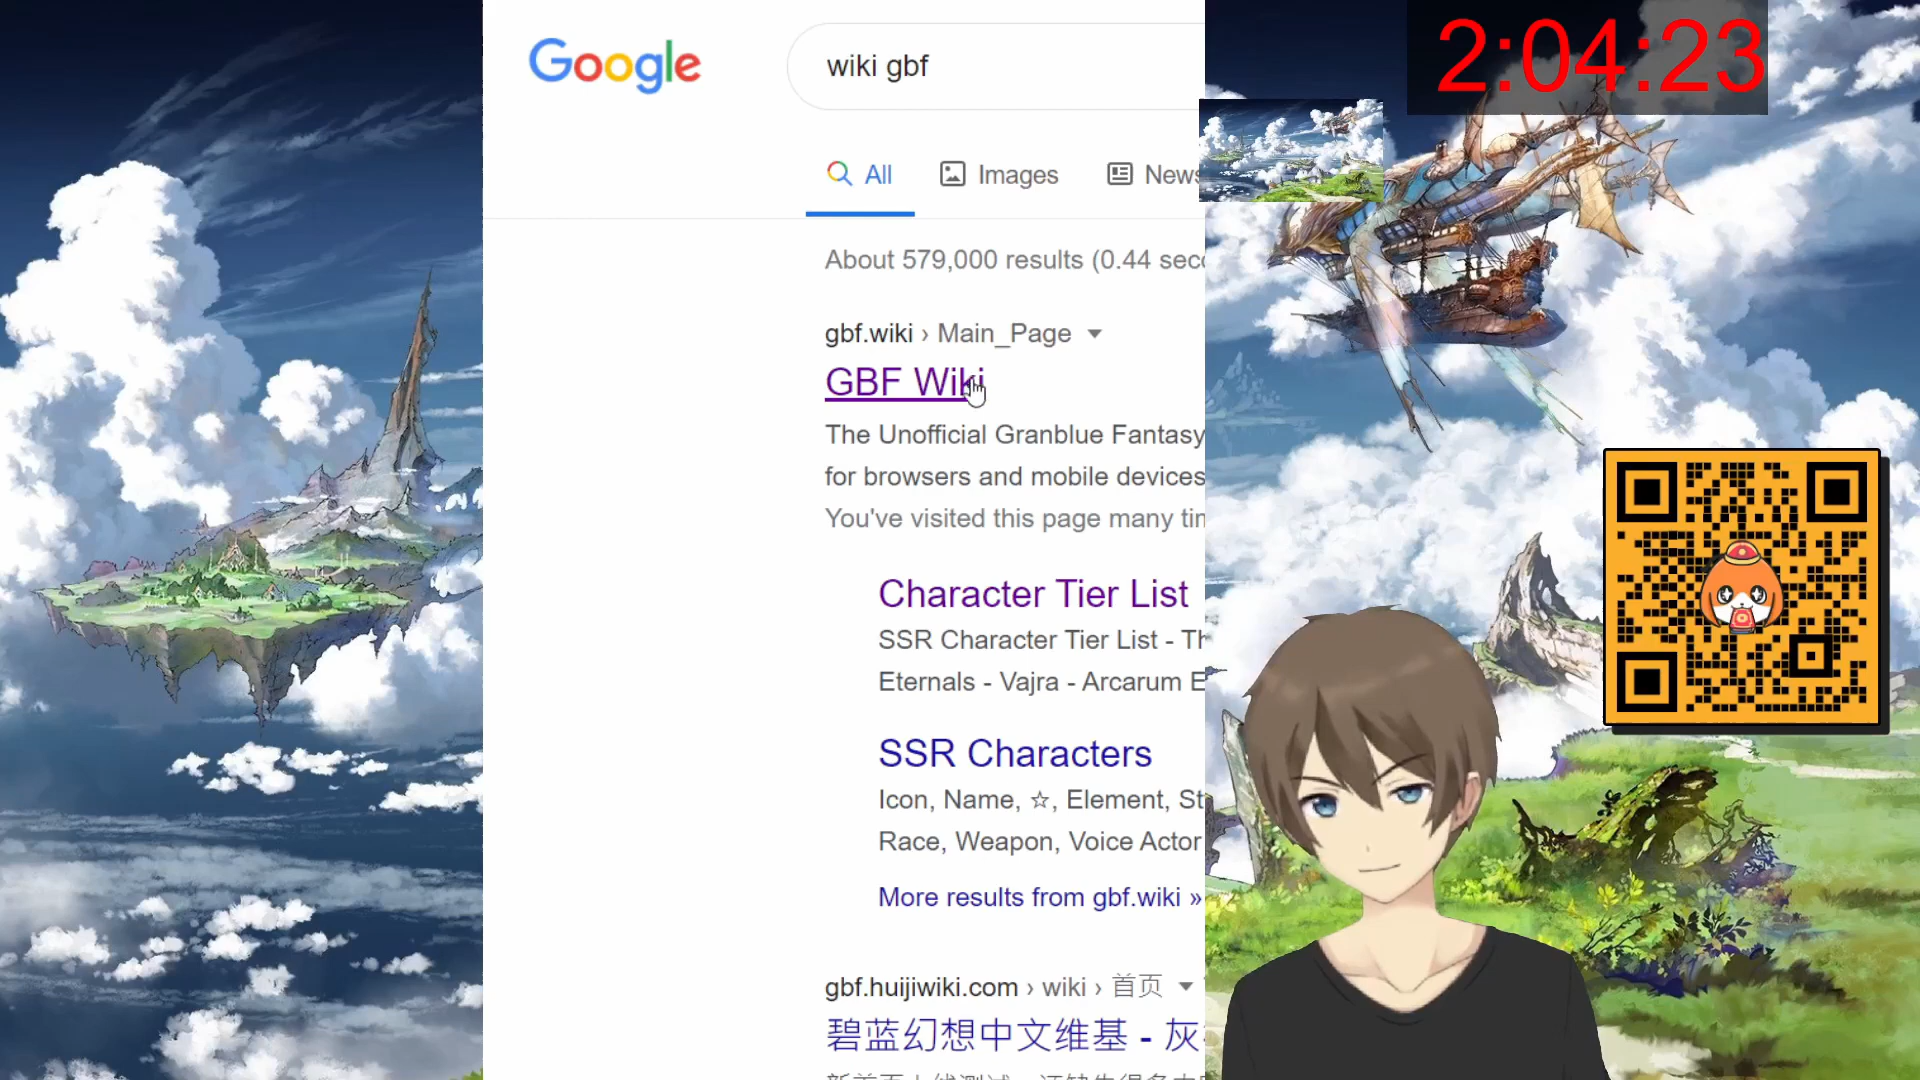 Google
wiki gbf
2:04:23
All
Images
News
About 579,000 results (0.44 sec
gbf.wiki › Main_Page
GBF Wiki
The Unofficial Granblue Fantasy
for browsers and mobile devices
You've visited this page many
Character Tier List
SSR Character Tier List -
Eternals - Vajra - Arcarum
SSR Characters
Icon, Name, ☆, Element,
Race, Weapon, Voice Actor
More results from gbf.wiki »
gbf.huijiwiki.com › wiki › 首页
碧蓝幻想中文维基 - 灰